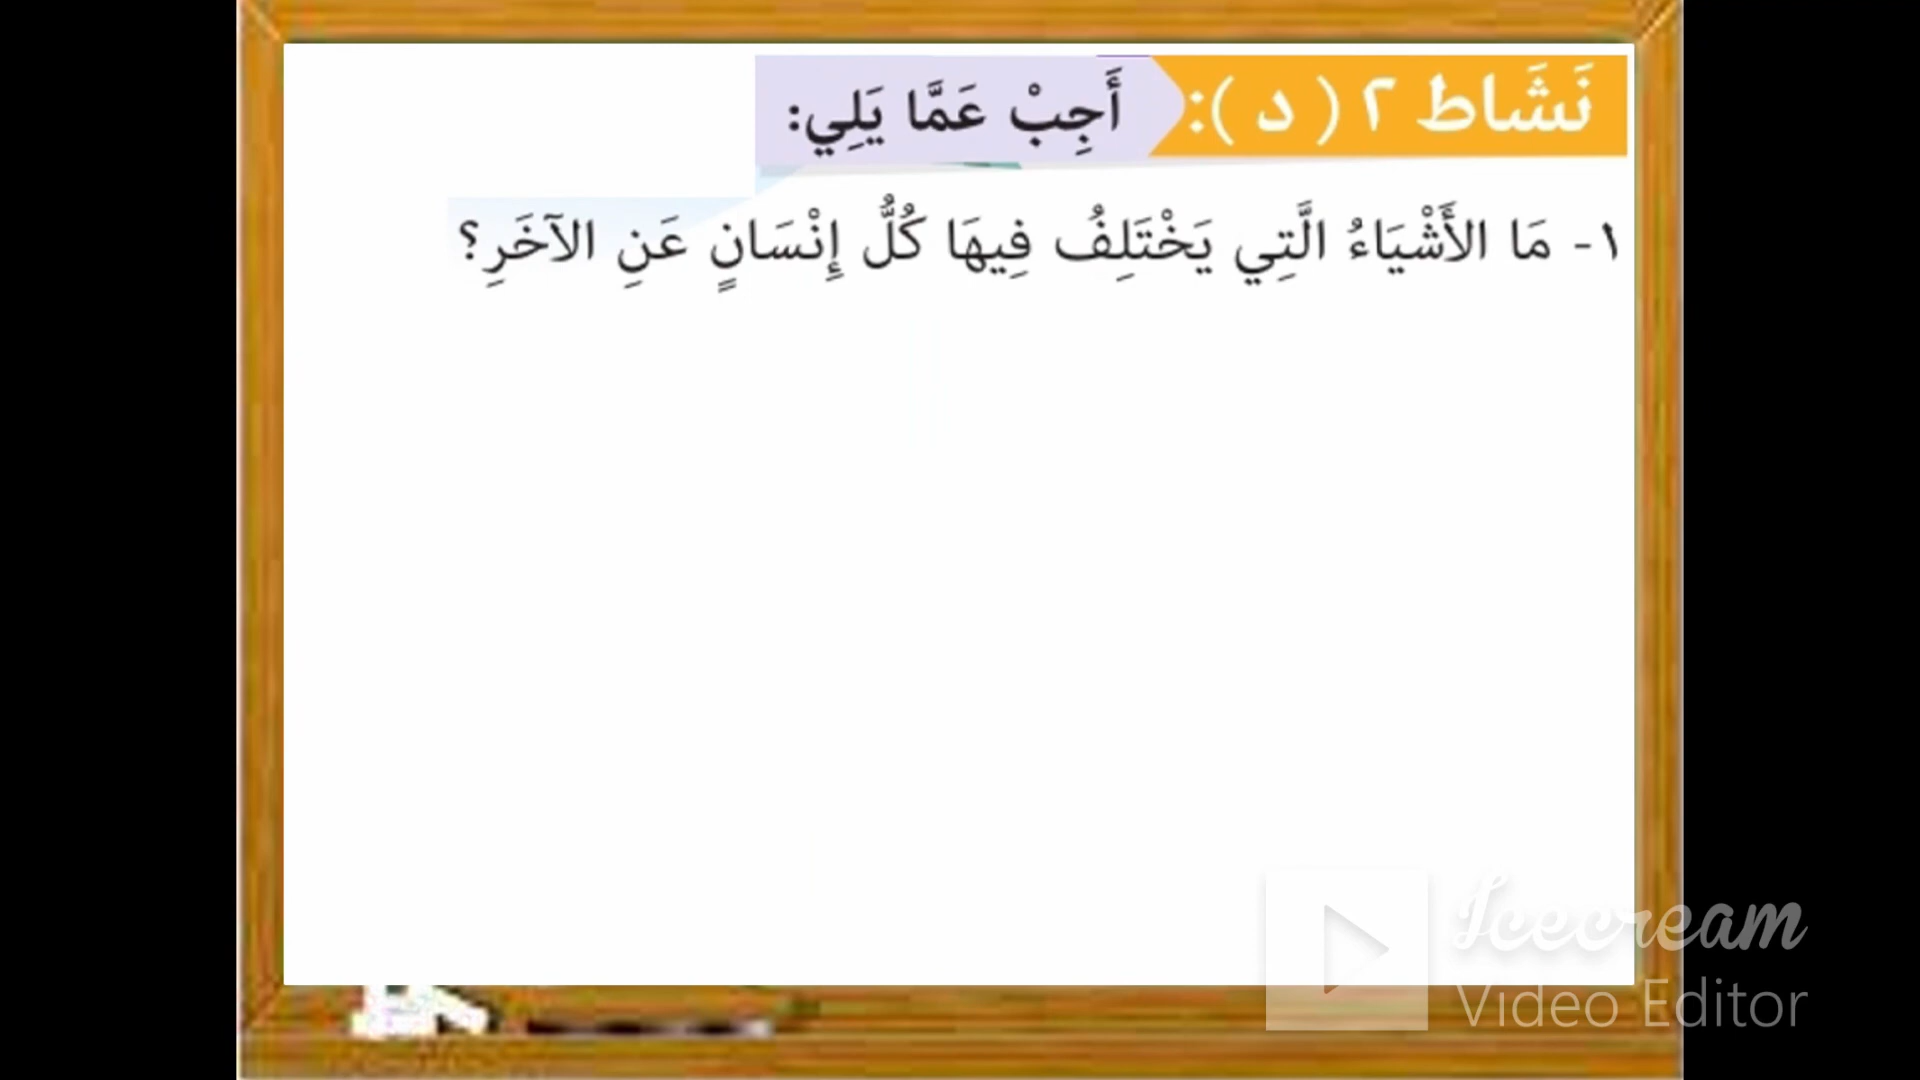 نَشَاط ٢ ( د ): أَجِبْ عَمَّا يَلِي:
١- مَا الأَشْيَاءُ الَّتِي يَخْتَلِفُ فِيهَا كُلُّ إِنْسَانٍ عَنِ الآخَرِ؟
Icecream
Video Editor